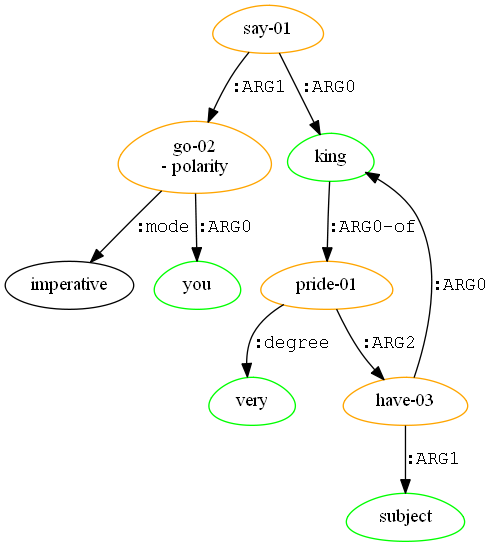 say-01
:ARG1
:ARG0
go-02
- polarity
king
:mode
:ARG0
:ARG0-of
imperative
you
pride-01
:ARG0
:degree
:ARG2
very
have-03
:ARG1
subject